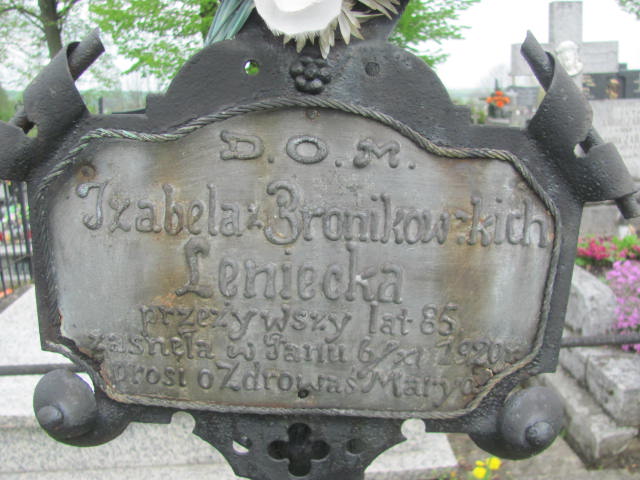 D.O.M.
Izabela z Bronikowskich
Leniecka
przeżywszy lat 85
zasnęła w Panu 6/XI 1920 r.
prosi o Zdrowaś Maryo